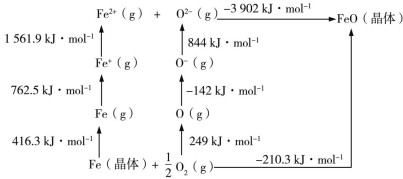 Fe²⁺(g) + O²⁻(g) −3 902 kJ·mol⁻¹ FeO(晶体)
1 561.9 kJ·mol⁻¹ 844 kJ·mol⁻¹
Fe⁺(g) O⁻(g)
762.5 kJ·mol⁻¹ −142 kJ·mol⁻¹
Fe(g) O(g)
416.3 kJ·mol⁻¹ 249 kJ·mol⁻¹
Fe(晶体)+ 1/2 O₂(g) −210.3 kJ·mol⁻¹